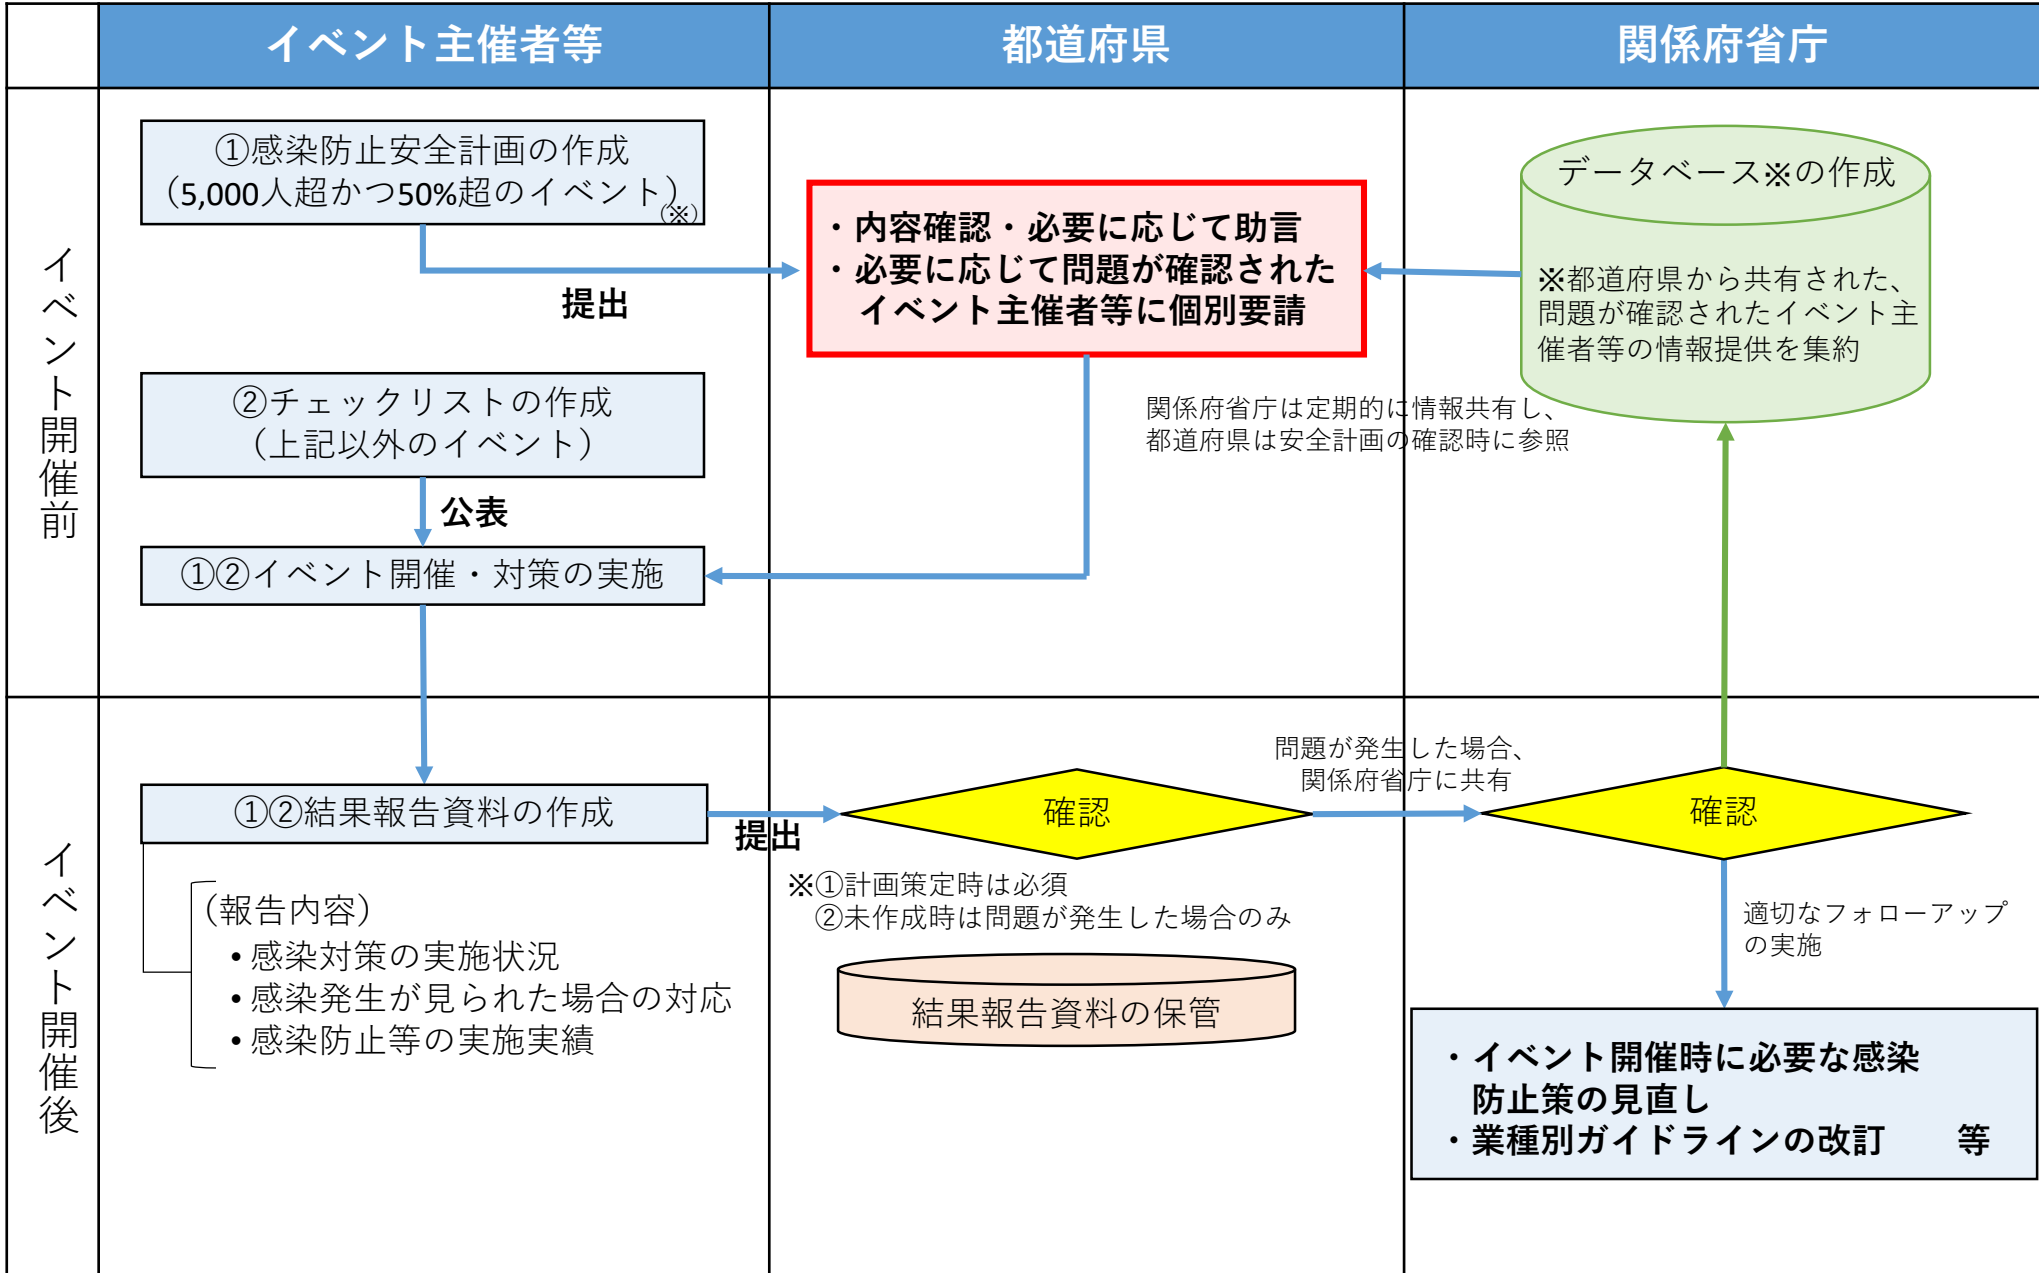 イベント主催者等
都道府県
関係府省庁
イベント開催前
①感染防止安全計画の作成
（5,000人超かつ50%超のイベント）
（※）
提出
②チェックリストの作成
（上記以外のイベント）
公表
①②イベント開催・対策の実施
・内容確認・必要に応じて助言
・必要に応じて問題が確認された
イベント主催者等に個別要請
関係府省庁は定期的に情報共有し、
都道府県は安全計画の確認時に参照
データベース※の作成
※都道府県から共有された、
問題が確認されたイベント主
催者等の情報提供を集約
イベント開催後
①②結果報告資料の作成
提出
（報告内容）
•感染対策の実施状況
•感染発生が見られた場合の対応
•感染防止等の実施実績
確認
※①計画策定時は必須
②未作成時は問題が発生した場合のみ
結果報告資料の保管
問題が発生した場合、
関係府省庁に共有
確認
適切なフォローアップ
の実施
・イベント開催時に必要な感染
防止策の見直し
・業種別ガイドラインの改訂　　等